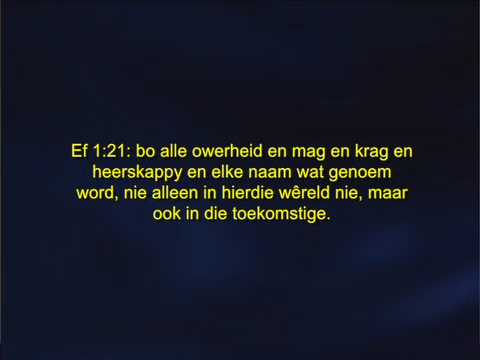 Ef 1:21: bo alle owerheid en mag en krag en
heerskappy en elke naam wat genoem
word, nie alleen in hierdie wêreld nie, maar
ook in die toekomstige.